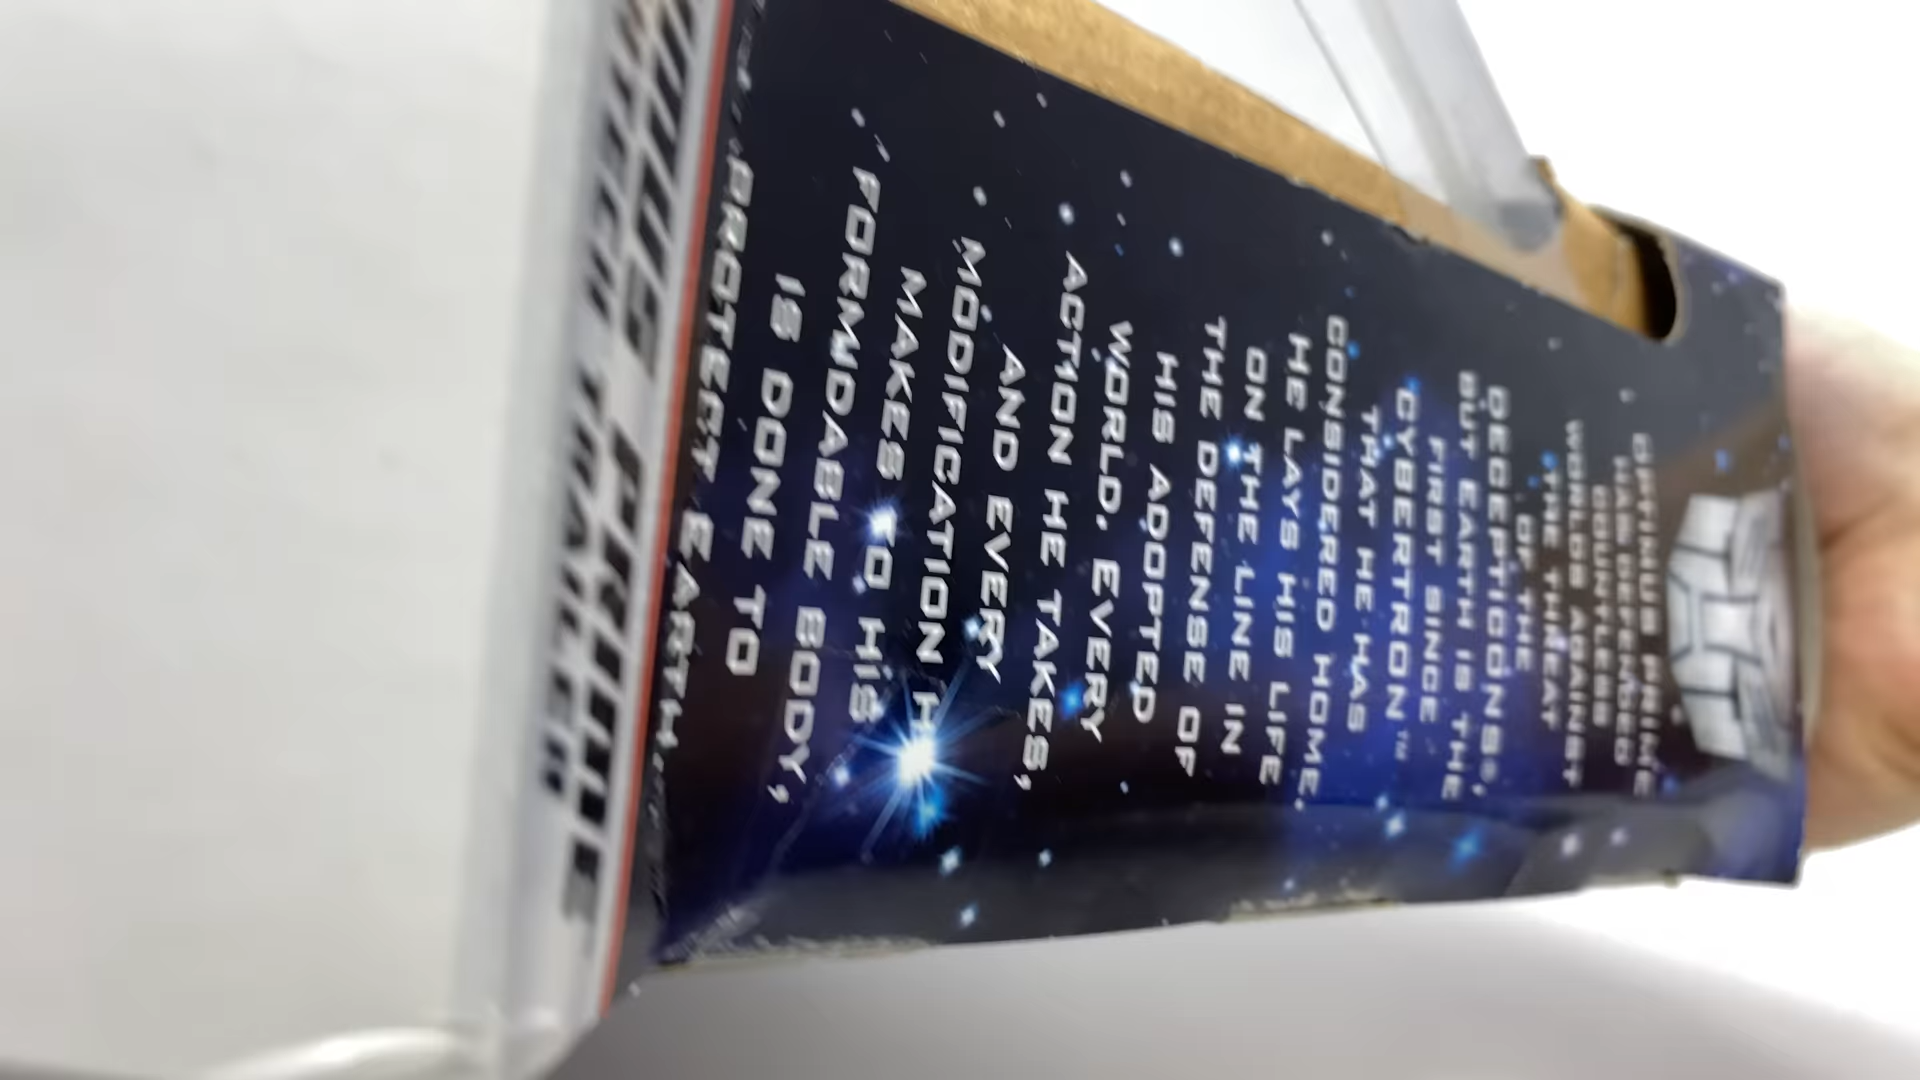 OPTIMUS PRIME
HAS DEFENDED
COUNTLESS
WORLDS AGAINST
THE THREAT
OF THE
DECEPTICONS®,
BUT EARTH IS THE
FIRST SINCE
CYBERTRON™
THAT HE HAS
CONSIDERED HOME.
HE LAYS HIS LIFE
ON THE LINE IN
THE DEFENSE OF
HIS ADOPTED
WORLD. EVERY
ACTION HE TAKES,
AND EVERY
MODIFICATION HE
MAKES TO HIS
FORMIDABLE BODY,
IS DONE TO
PROTECT EARTH.
PRIME